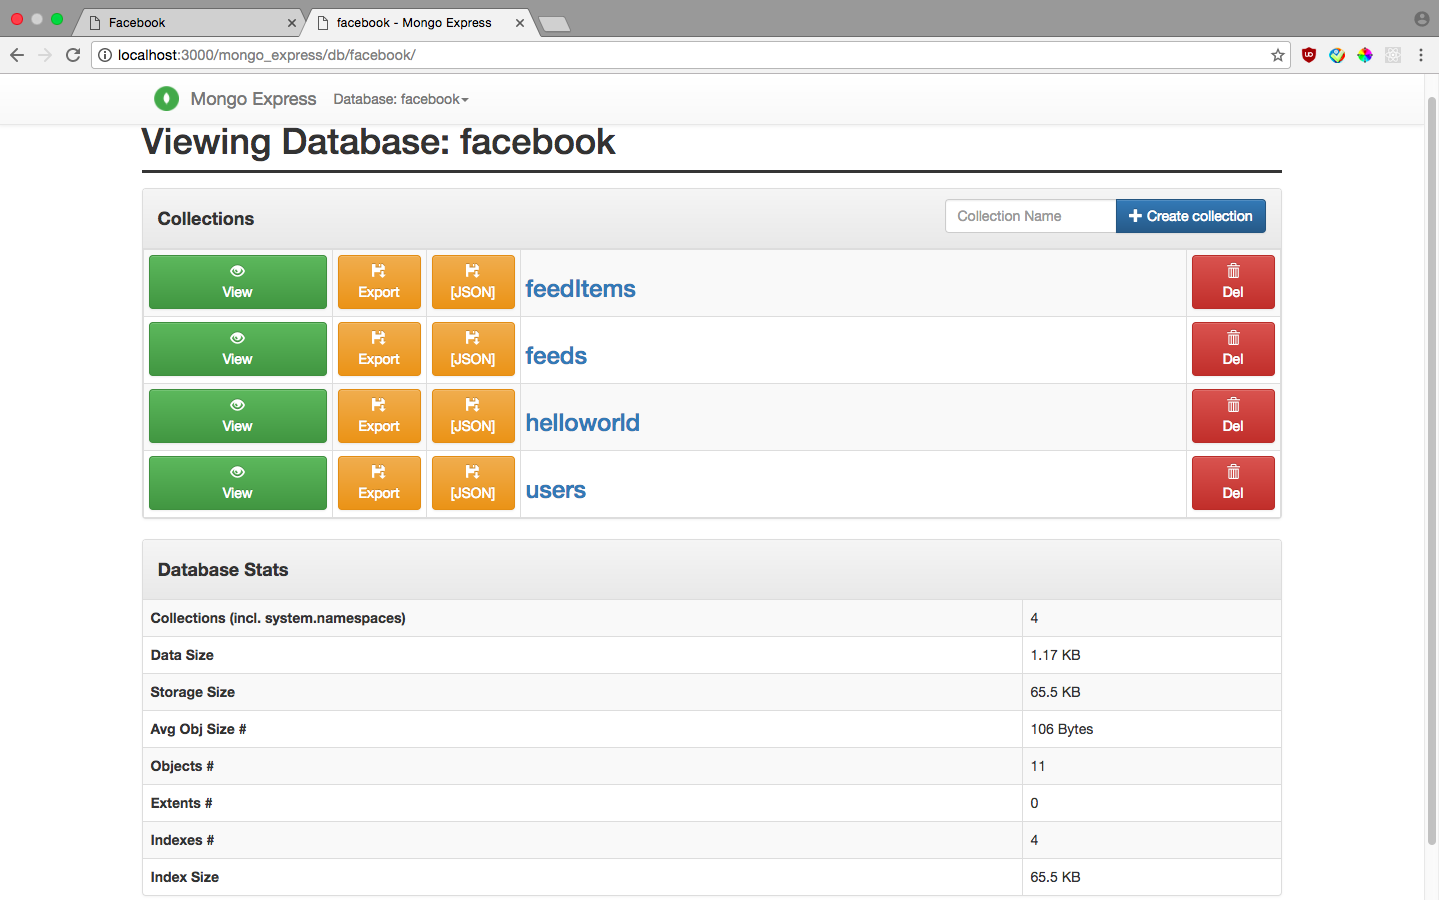 Facebook
facebook - Mongo Express
localhost:3000/mongo_express/db/facebook/
Mongo Express Database: facebook
Viewing Database: facebook
Collections Collection Name Create collection
View Export [JSON] feedItems Del
View Export [JSON] feeds Del
View Export [JSON] helloworld Del
View Export [JSON] users Del
Database Stats
Collections (incl. system.namespaces) 4
Data Size 1.17 KB
Storage Size 65.5 KB
Avg Obj Size # 106 Bytes
Objects # 11
Extents # 0
Indexes # 4
Index Size 65.5 KB